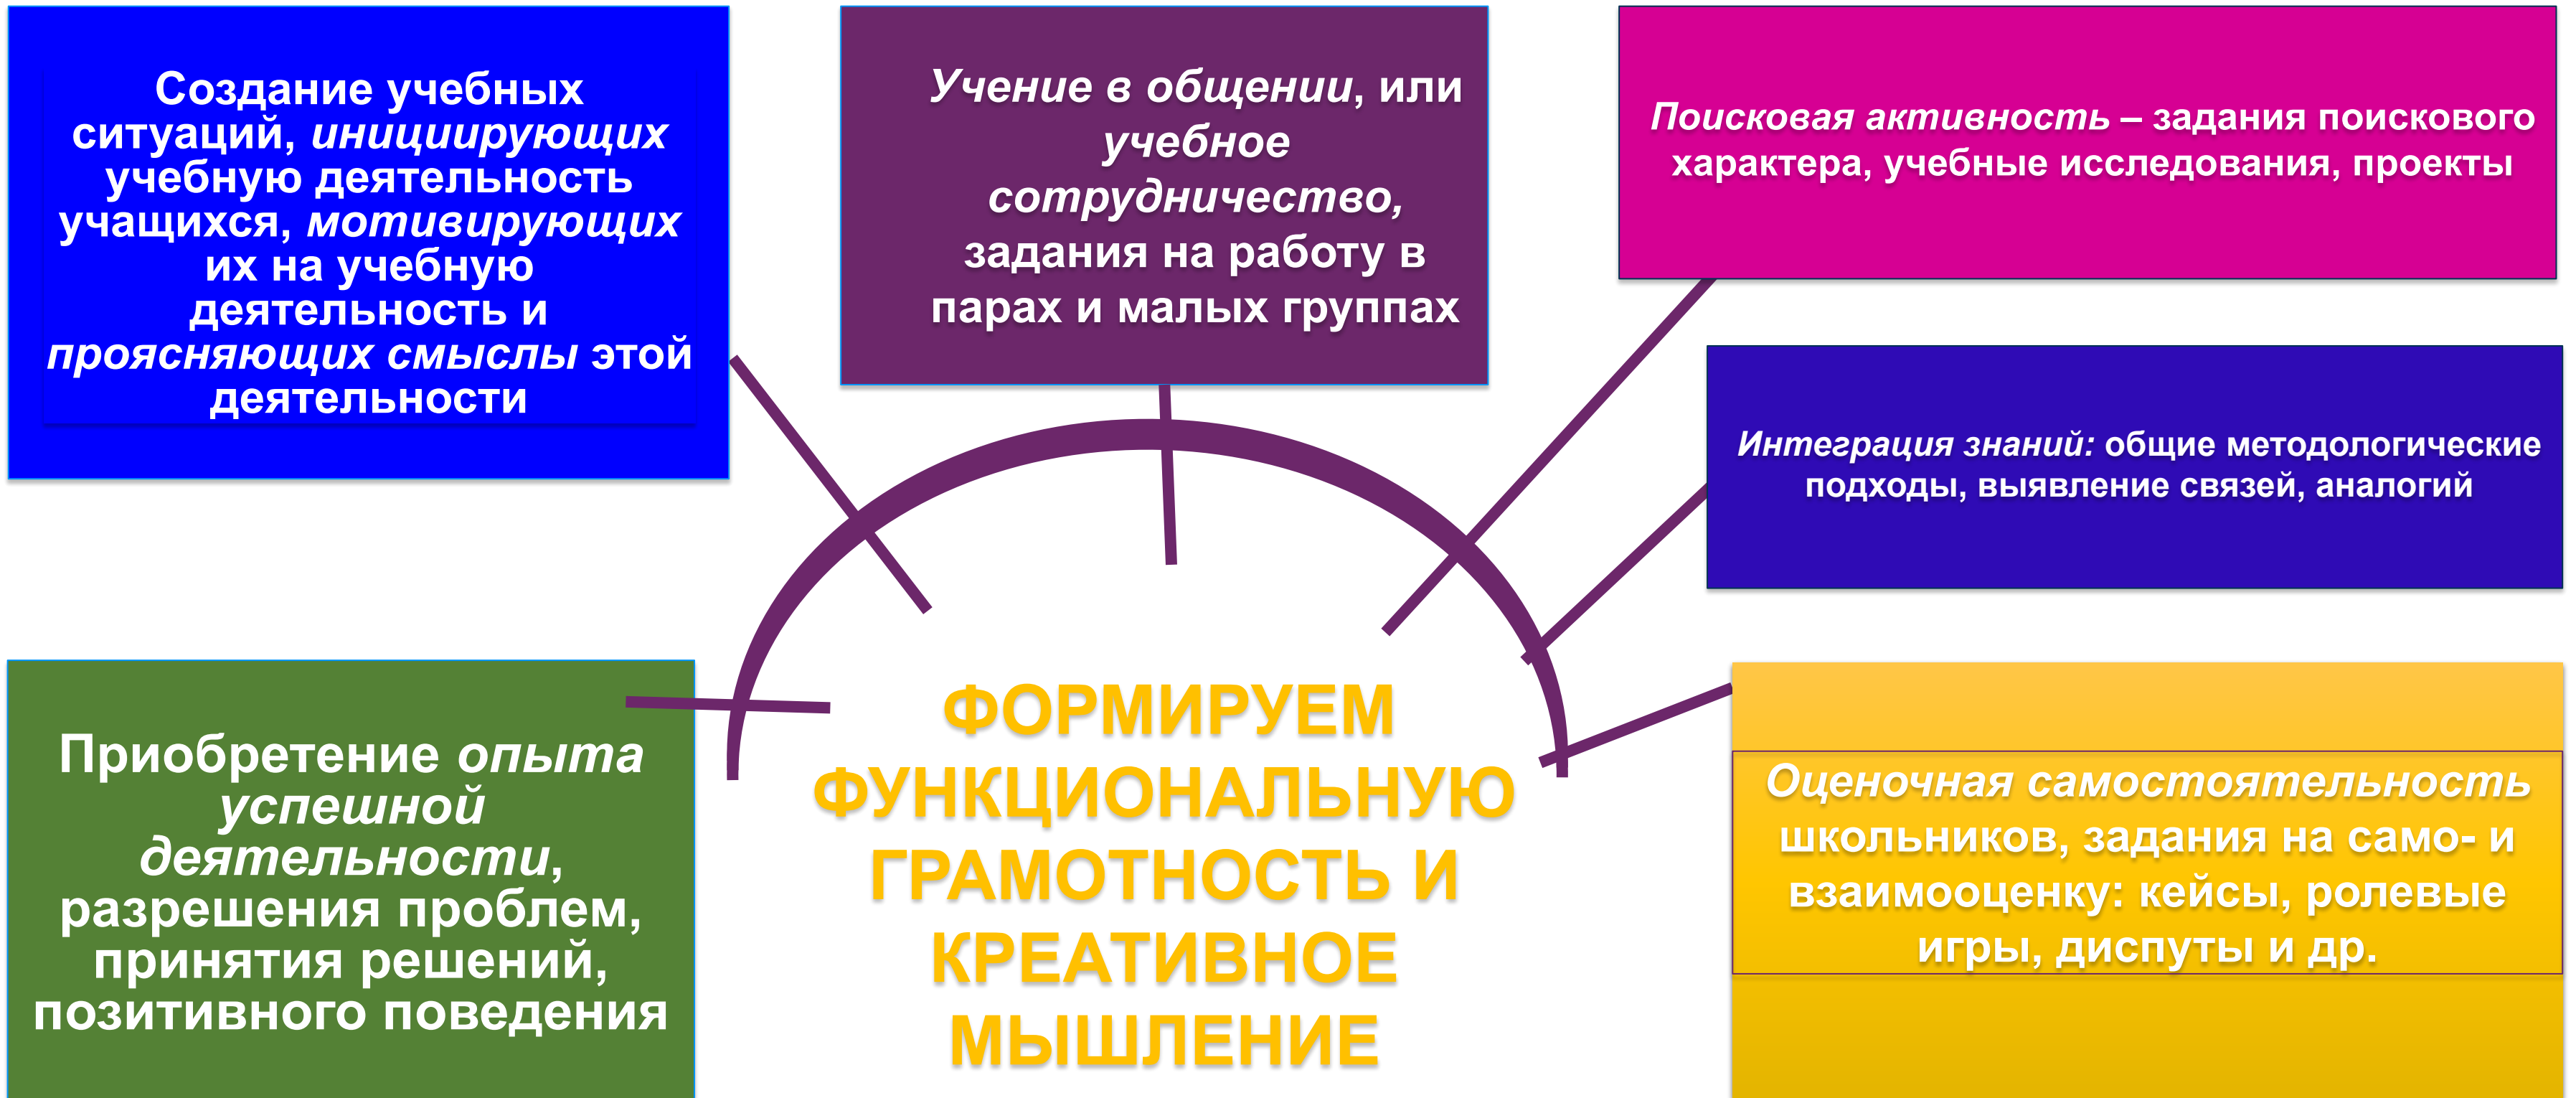 Создание учебных
ситуаций, инициирующих
учебную деятельность
учащихся, мотивирующих
их на учебную
деятельность и
проясняющих смыслы этой
деятельности
Учение в общении, или
учебное
сотрудничество,
задания на работу в
парах и малых группах
Поисковая активность – задания поискового
характера, учебные исследования, проекты
Интеграция знаний: общие методологические
подходы, выявление связей, аналогий
Приобретение опыта
успешной
деятельности,
разрешения проблем,
принятия решений,
позитивного поведения
ФОРМИРУЕМ
ФУНКЦИОНАЛЬНУЮ
ГРАМОТНОСТЬ И
КРЕАТИВНОЕ
МЫШЛЕНИЕ
Оценочная самостоятельность
школьников, задания на само- и
взаимооценку: кейсы, ролевые
игры, диспуты и др.